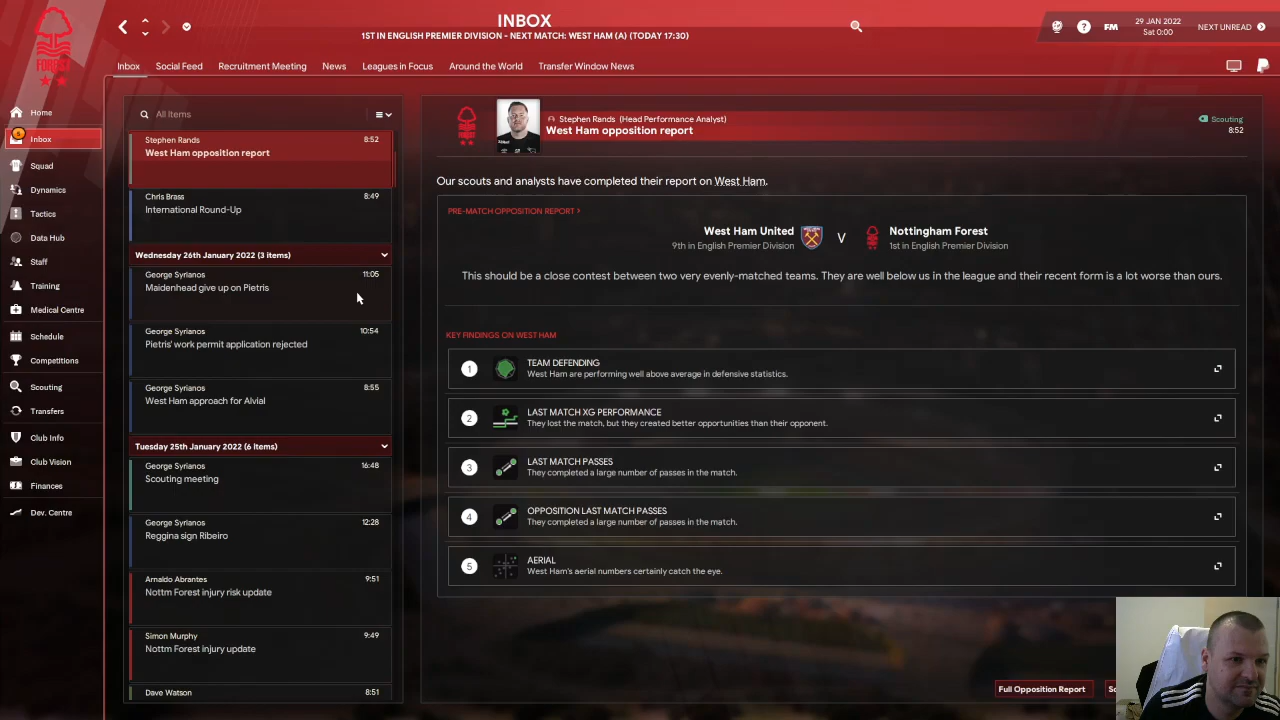 INBOX
1ST IN ENGLISH PREMIER DIVISION - NEXT MATCH: WEST HAM (A) (TODAY 17:30)
FM
29 JAN 2022
Sat 0:00
NEXT UNREAD
FOREST
Inbox
Social Feed
Recruitment Meeting
News
Leagues in Focus
Around the World
Transfer Window News
Home
Inbox
Squad
Dynamics
Tactics
Data Hub
Staff
Training
Medical Centre
Schedule
Competitions
Scouting
Transfers
Club Info
Club Vision
Finances
Dev. Centre
All Items
Stephen Rands 8:52
West Ham opposition report
Chris Brass 8:49
International Round-Up
Wednesday 26th January 2022 (3 items)
George Syrianos 11:05
Maidenhead give up on Pietris
George Syrianos 10:54
Pietris' work permit application rejected
George Syrianos 8:55
West Ham approach for Alvial
Tuesday 25th January 2022 (6 items)
George Syrianos 16:48
Scouting meeting
George Syrianos 12:28
Reggina sign Ribeiro
Arnaldo Abrantes 9:51
Nottm Forest injury risk update
Simon Murphy 9:49
Nottm Forest injury update
Dave Watson 8:51
Stephen Rands (Head Performance Analyst)
West Ham opposition report
Scouting
8:52
Our scouts and analysts have completed their report on West Ham.
PRE-MATCH OPPOSITION REPORT
West Ham United V Nottingham Forest
9th in English Premier Division 1st in English Premier Division
This should be a close contest between two very evenly-matched teams. They are well below us in the league and their recent form is a lot worse than ours.
KEY FINDINGS ON WEST HAM
1 TEAM DEFENDING
West Ham are performing well above average in defensive statistics.
2 LAST MATCH XG PERFORMANCE
They lost the match, but they created better opportunities than their opponent.
3 LAST MATCH PASSES
They completed a large number of passes in the match.
4 OPPOSITION LAST MATCH PASSES
They completed a large number of passes in the match.
5 AERIAL
West Ham's aerial numbers certainly catch the eye.
Full Opposition Report